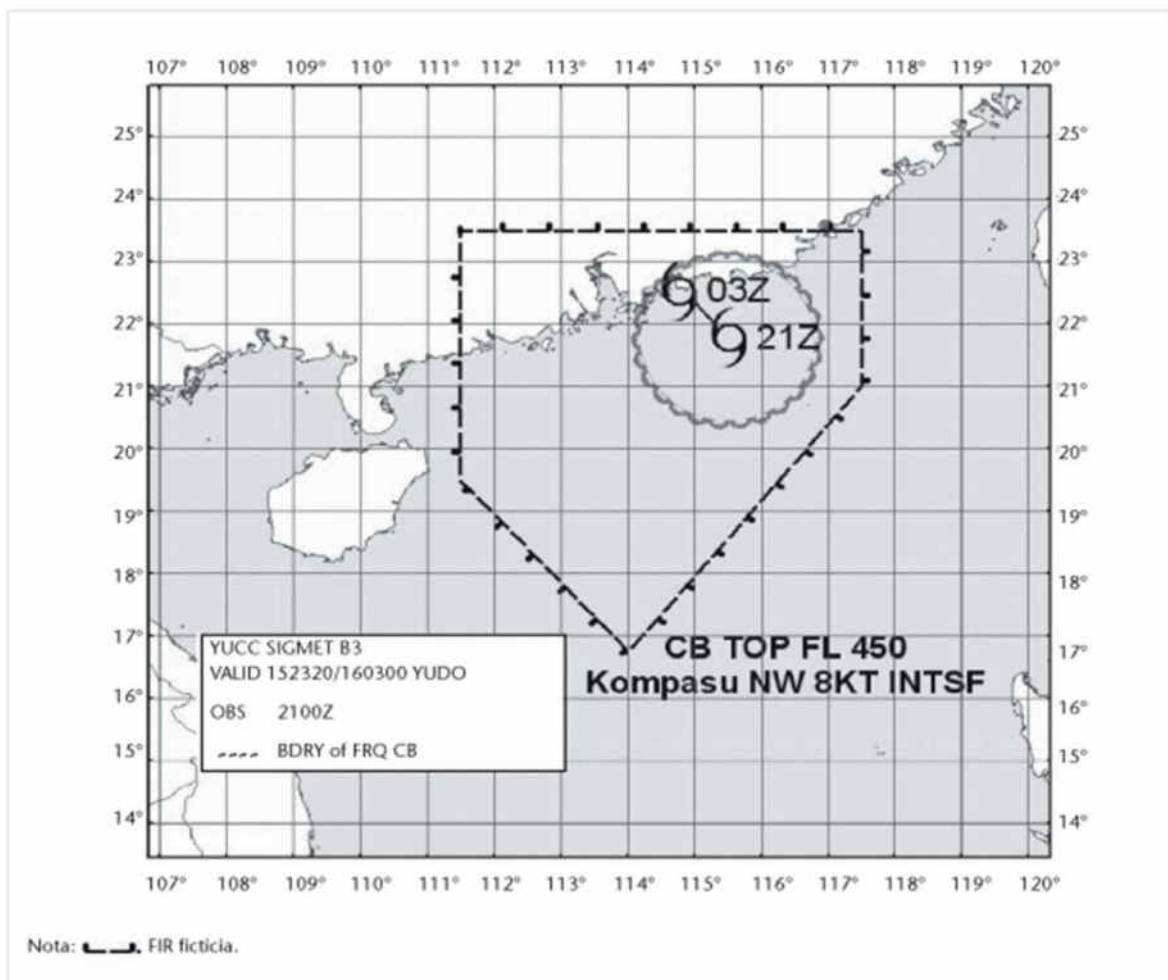 107° 108° 109° 110° 111° 112° 113° 114° 115° 116° 117° 118° 119° 120°
25° 25°
24° 24°
23° 23°
03Z
22° 22°
21Z
21° 21°
20° 20°
19° 19°
18° 18°
17° 17°
CB TOP FL 450
Kompasu NW 8KT INTSF
YUCC SIGMET B3
VALID 152320/160300 YUDO
OBS 2100Z
BDRY of FRQ CB
16° 16°
15° 15°
14° 14°
107° 108° 109° 110° 111° 112° 113° 114° 115° 116° 117° 118° 119° 120°
Nota: FIR ficticia.